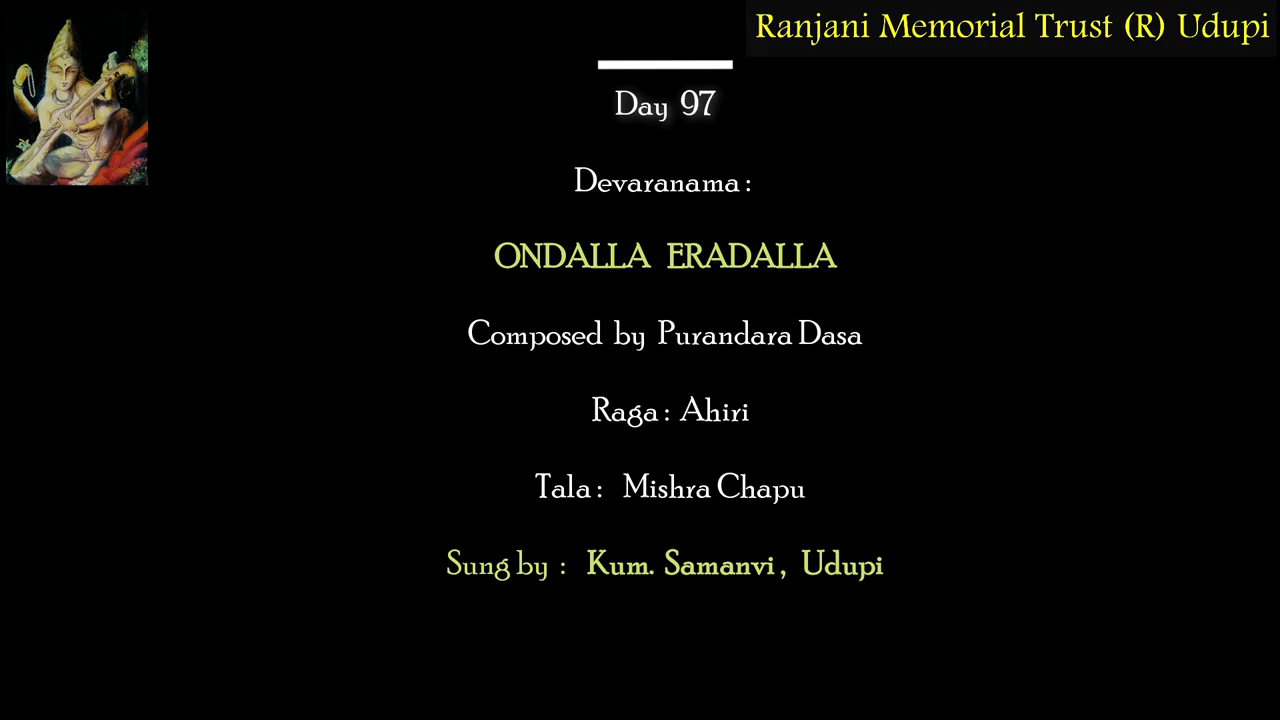 Ranjani Memorial Trust (R) Udupi
Day 97
Devaranama :
ONDALLA ERADALLA
Composed by Purandara Dasa
Raga : Ahiri
Tala : Mishra Chapu
Sung by : Kum. Samanvi , Udupi